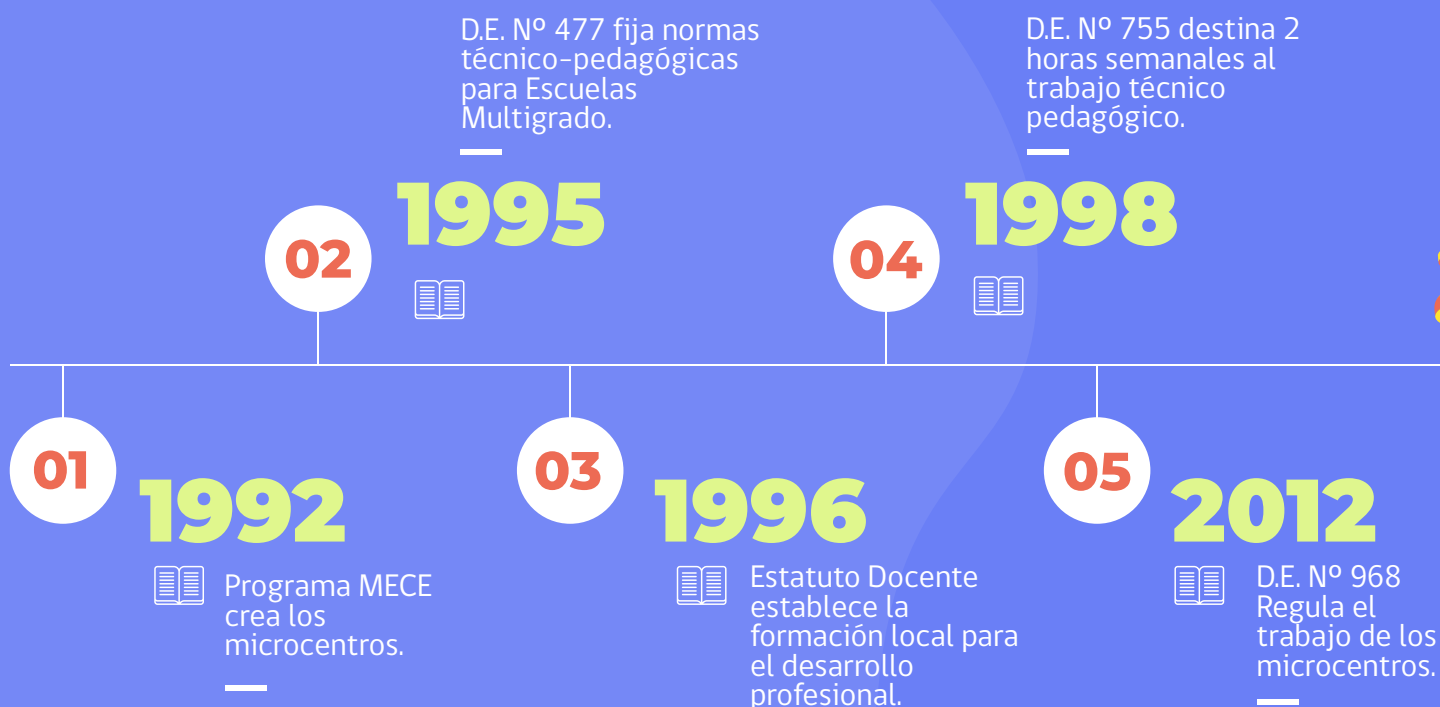 01
1992
Programa MECE
crea los
microcentros.
02
D.E. Nº 477 fija normas
técnico-pedagógicas
para Escuelas
Multigrado.
1995
03
1996
Estatuto Docente
establece la
formación local para
el desarrollo
profesional.
04
D.E. Nº 755 destina 2
horas semanales al
trabajo técnico
pedagógico.
1998
05
2012
D.E. Nº 968
Regula el
trabajo de los
microcentros.